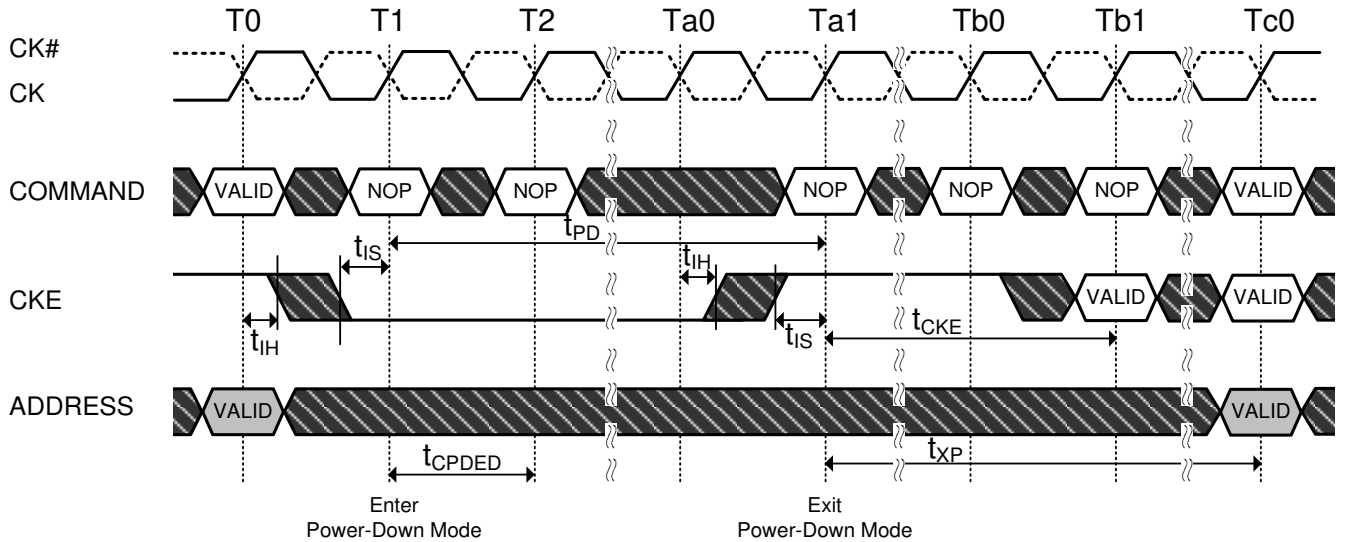 T0 T1 T2 Ta0 Ta1 Tb0 Tb1 Tc0
CK#
CK
COMMAND VALID NOP NOP NOP NOP NOP VALID
tPD
tIS tIH
CKE VALID VALID
tIH tIS tCKE
ADDRESS VALID VALID
tCPDED tXP
Enter Exit
Power-Down Mode Power-Down Mode